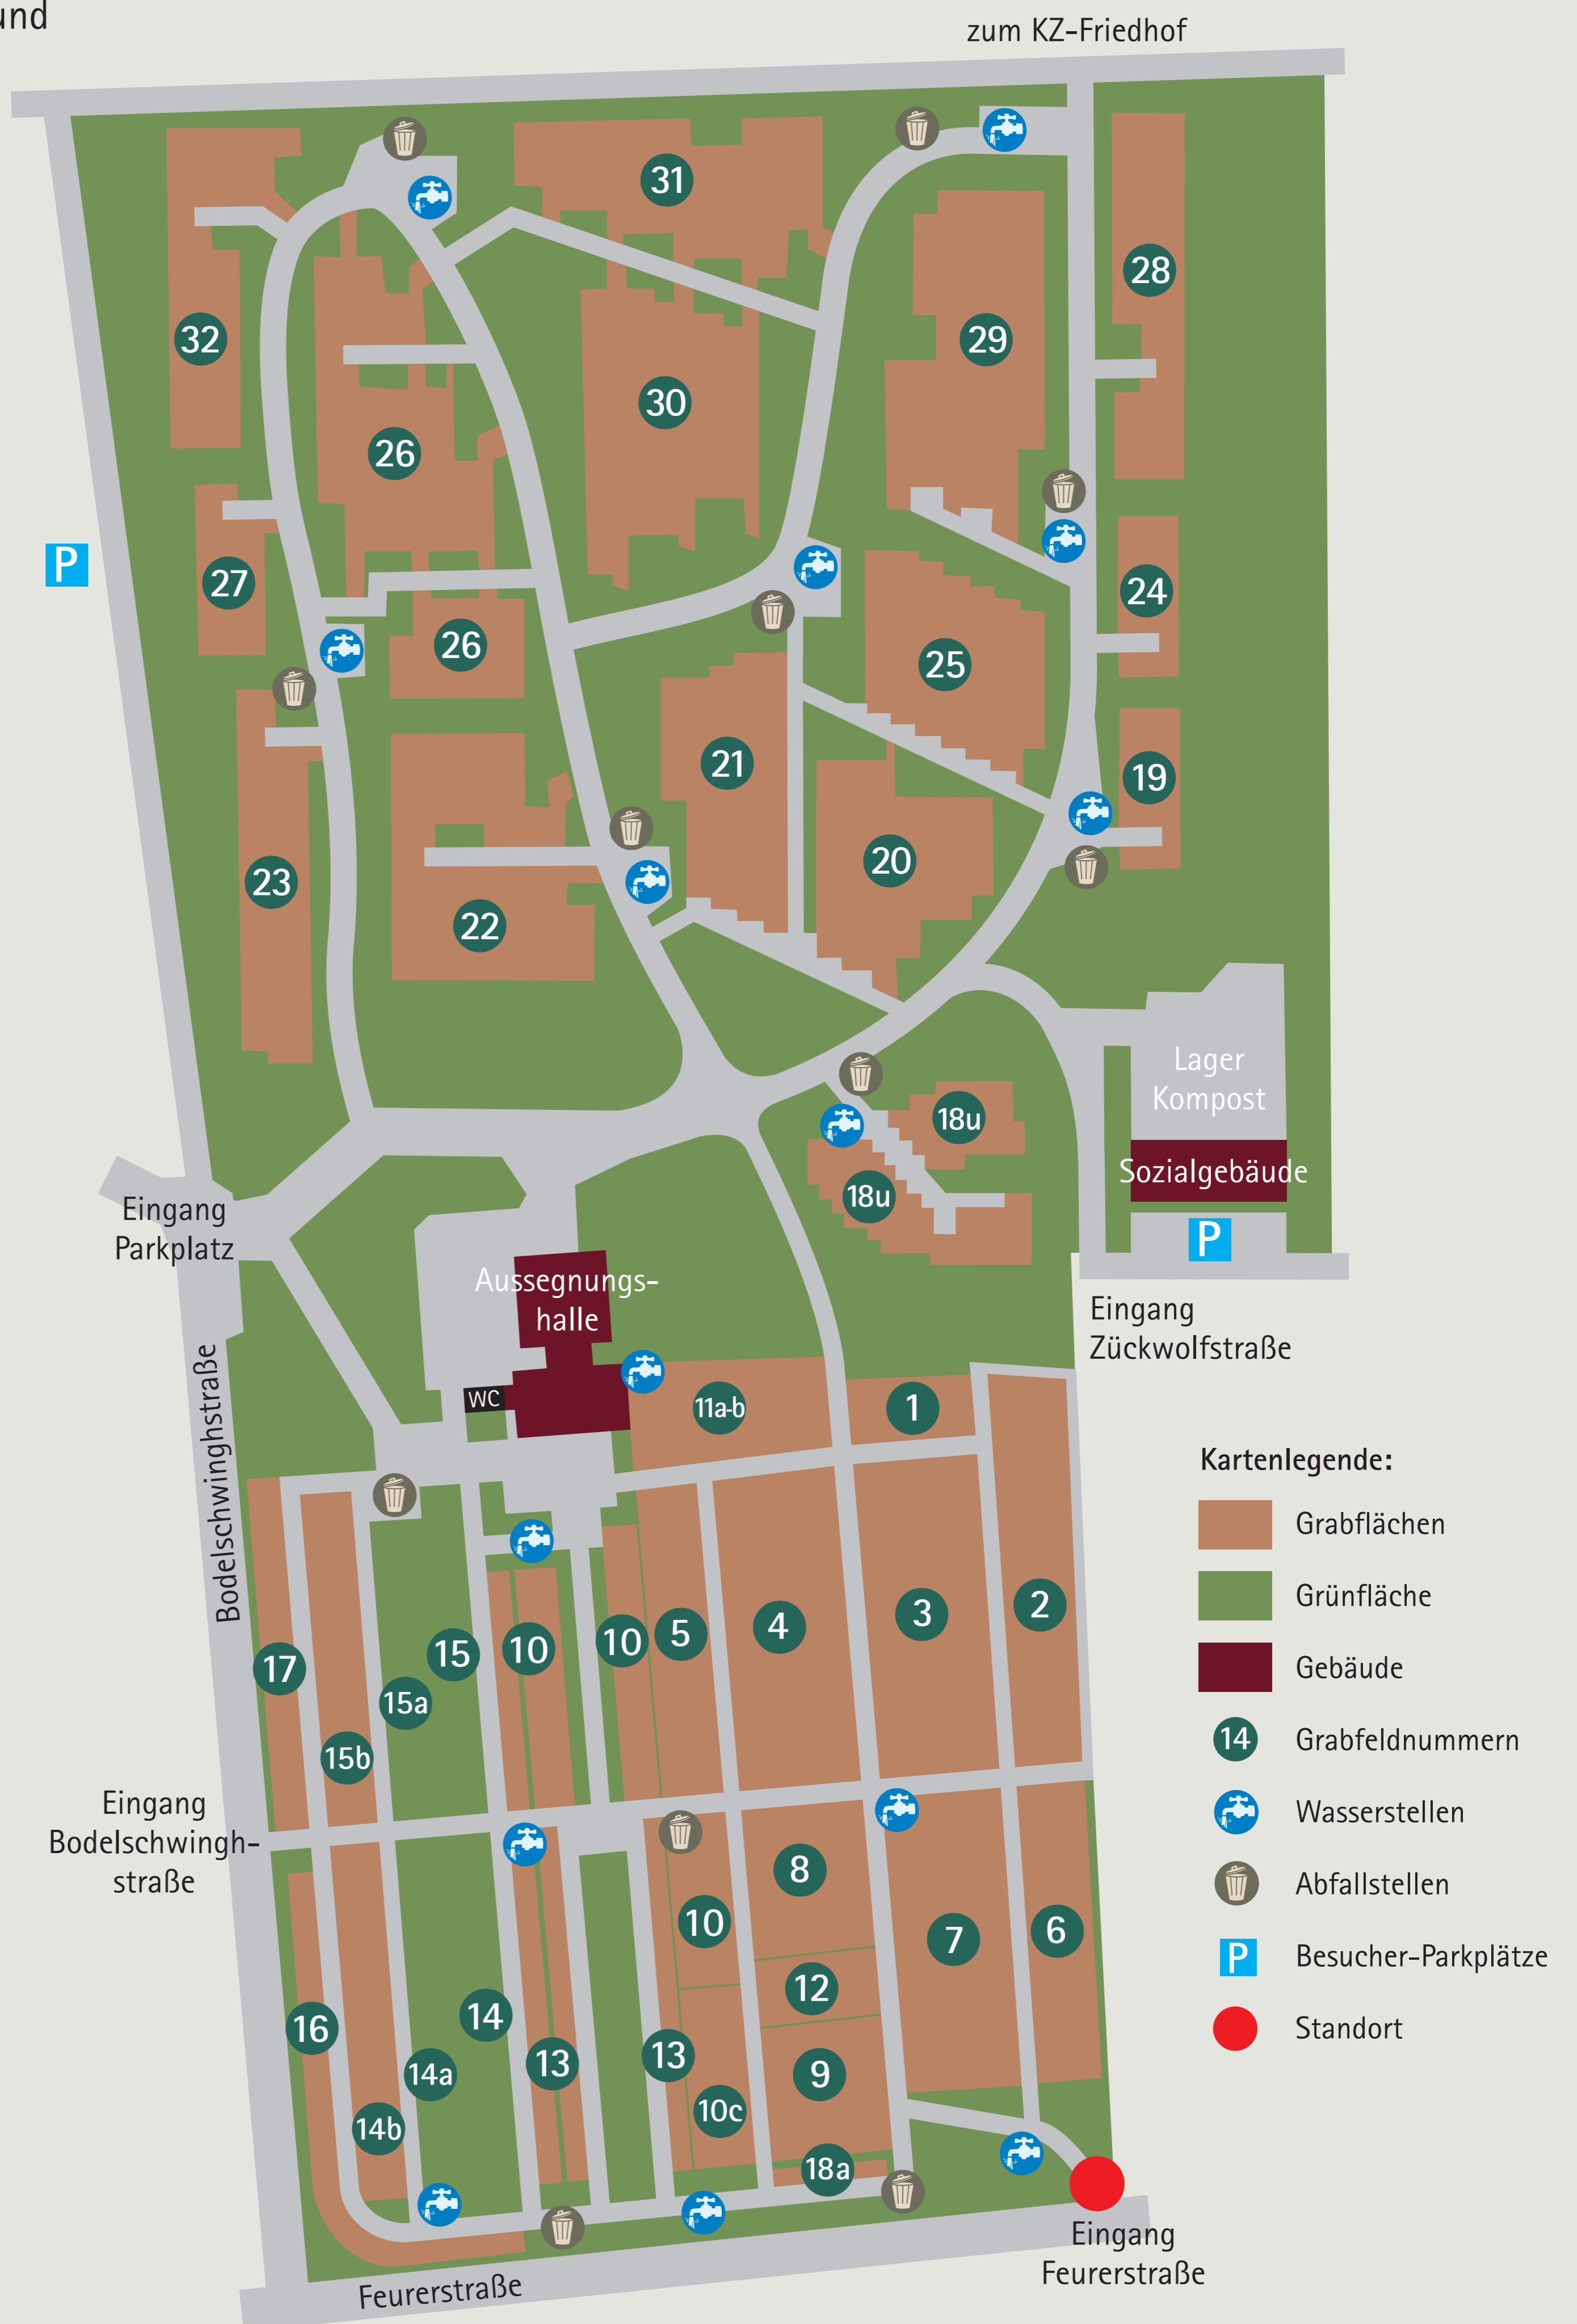 und
zum KZ-Friedhof
31
28
32
29
30
26
P
27
24
26
25
21
19
20
23
22
Lager
Kompost
18u
Sozialgebäude
18u
Eingang
Parkplatz
P
Aussegnungs-
halle
Eingang
Zückwolfstraße
WC
11a-b
1
Bodelschwinghstraße
Kartenlegende:
Grabflächen
Grünfläche
2
3
4
5
10
10
15
17
Gebäude
15a
14
Grabfeldnummern
15b
Eingang
Bodelschwingh-
straße
Wasserstellen
8
Abfallstellen
10
6
7
P
Besucher-Parkplätze
12
14
16
Standort
13
13
9
14a
10c
14b
18a
Eingang
Feurerstraße
Feurerstraße